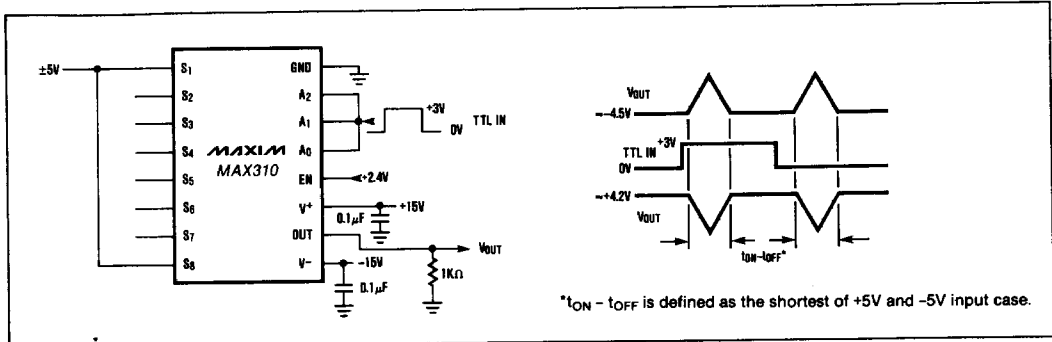 ±5V
S1
S2
S3
S4
S5
S6
S7
S8
MAXIM
MAX310
GND
A2
A1
A0
EN
V+
OUT
V-
+3V
0V
TTL IN
+2.4V
+15V
0.1μF
VOUT
-15V
0.1μF
1KΩ
VOUT
~-4.5V
+3V
TTL IN
0V
~+4.2V
VOUT
tON-tOFF*
*tON - tOFF is defined as the shortest of +5V and -5V input case.